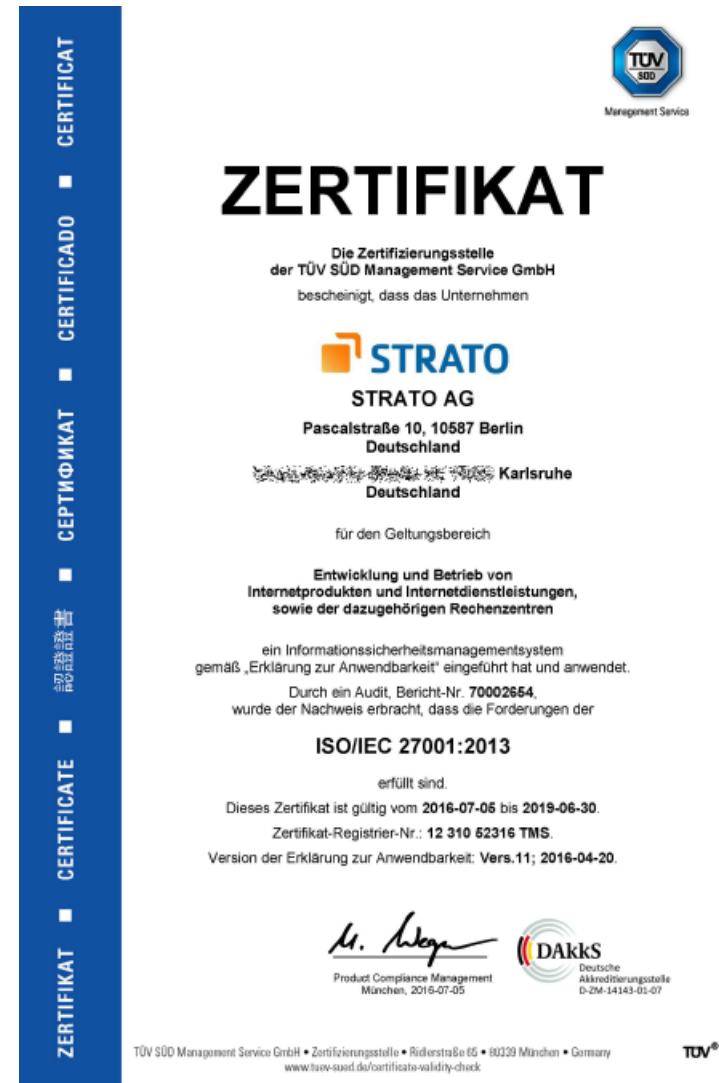 TÜV
SÜD
Management Service
ZERTIFIKAT
Die Zertifizierungsstelle
der TÜV SÜD Management Service GmbH
bescheinigt, dass das Unternehmen
STRATO
STRATO AG
Pascalstraße 10, 10587 Berlin
Deutschland
Karlsruhe
Deutschland
für den Geltungsbereich
Entwicklung und Betrieb von
Internetprodukten und Internetdienstleistungen,
sowie der dazugehörigen Rechenzentren
ein Informationssicherheitsmanagementsystem
gemäß „Erklärung zur Anwendbarkeit“ eingeführt hat und anwendet.
Durch ein Audit, Bericht-Nr. 70002654,
wurde der Nachweis erbracht, dass die Forderungen der
ISO/IEC 27001:2013
erfüllt sind.
Dieses Zertifikat ist gültig vom 2016-07-05 bis 2019-06-30.
Zertifikat-Registrier-Nr.: 12 310 52316 TMS.
Version der Erklärung zur Anwendbarkeit: Vers.11; 2016-04-20.
Product Compliance Management
München, 2016-07-05
DAkkS
Deutsche
Akkreditierungsstelle
D-ZM-14143-01-07
TÜV SÜD Management Service GmbH • Zertifizierungsstelle • Ridlerstraße 65 • 80339 München • Germany
www.tuev-sued.de/certificate-validity-check
TÜV®
ZERTIFIKAT ■ CERTIFICATE ■ 認證證書 ■ СЕРТИФИКАТ ■ CERTIFICADO ■ CERTIFICAT